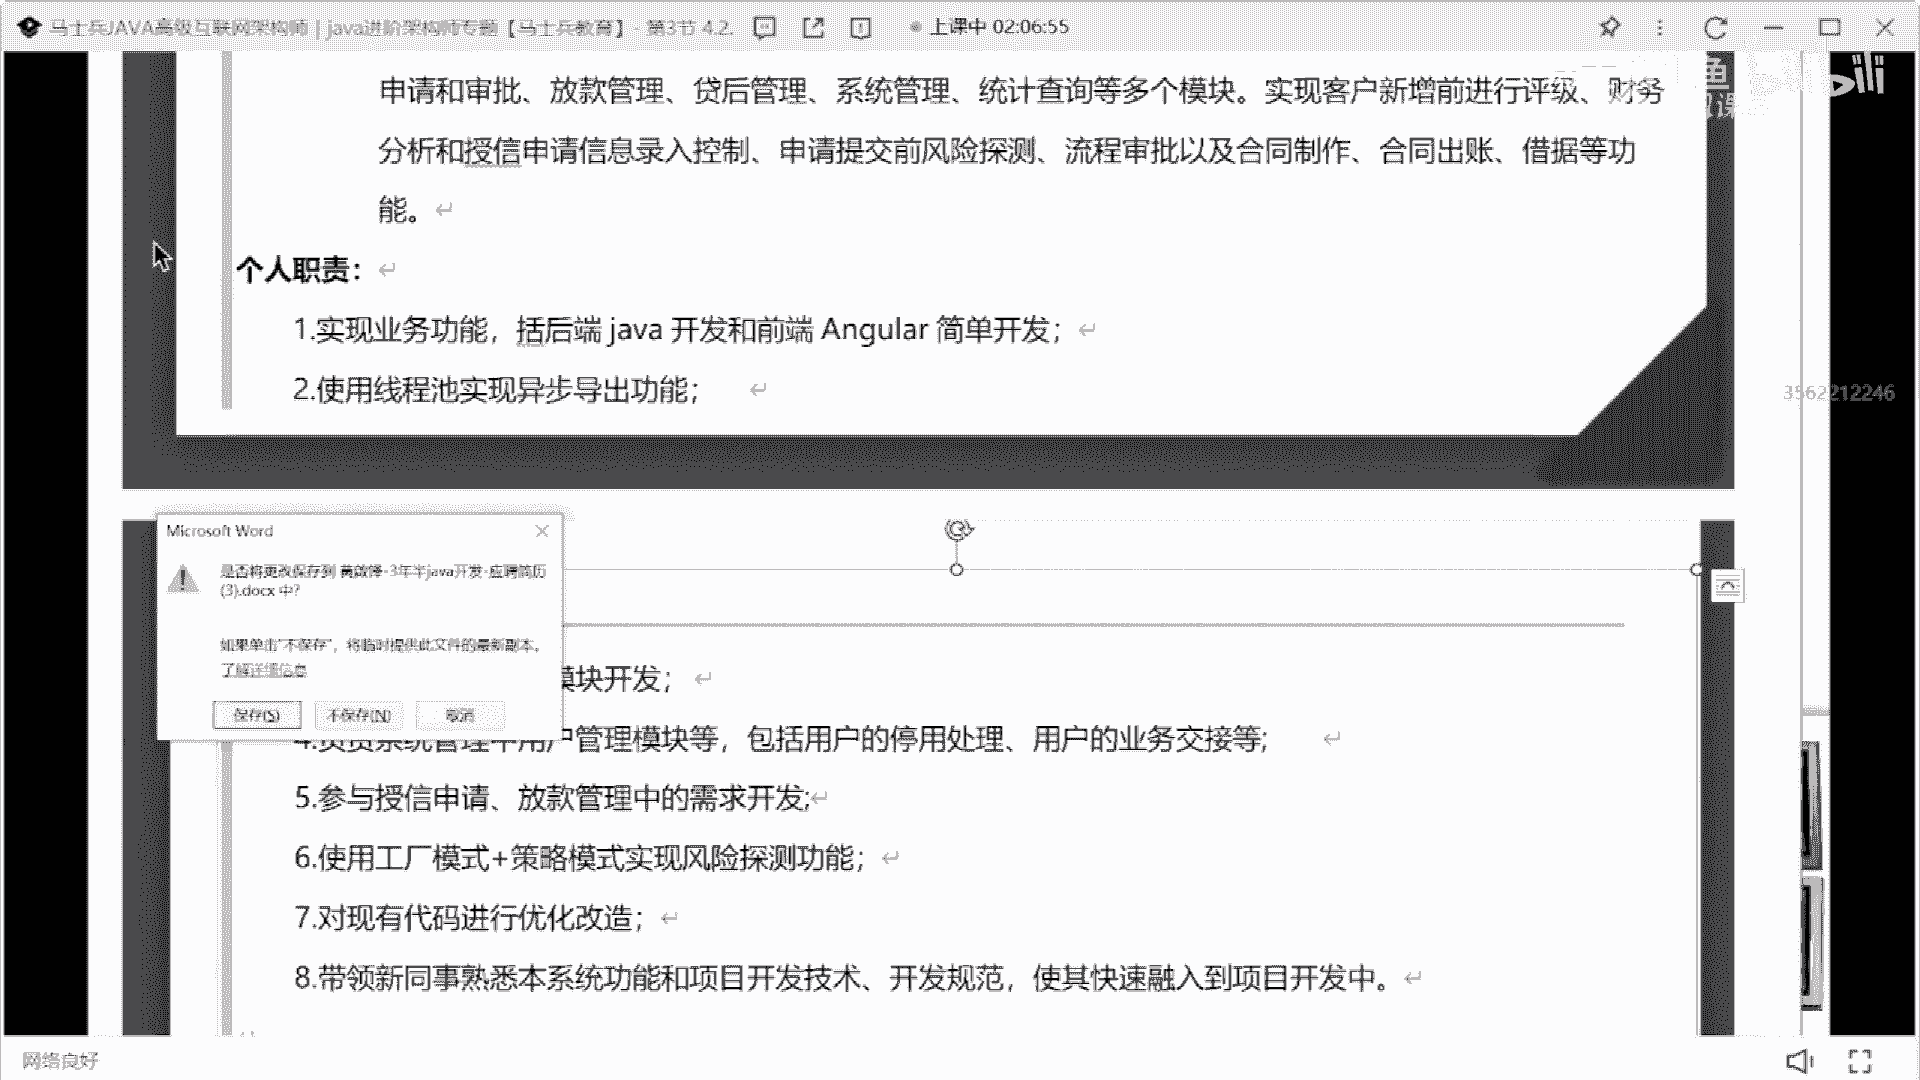 马士兵JAVA高级互联网架构师 | java进阶架构师专题【马士兵教育】- 第3节 4.2.
上课中 02:06:55
申请和审批、放款管理、贷后管理、系统管理、统计查询等多个模块。实现客户新增前进行评级、财务
分析和授信申请信息录入控制、申请提交前风险探测、流程审批以及合同制作、合同出账、借据等功
能。
个人职责：
1.实现业务功能，括后端 java 开发和前端 Angular 简单开发；
2.使用线程池实现异步导出功能；
3562212246
Microsoft Word
是否将更改保存到 -3年半java开发-应聘简历
(3).docx 中?
如果单击"不保存"，将临时提供此文件的最新副本。
了解详细信息
保存(S)
不保存(N)
取消
模块开发；
4.负责系统管理中用户管理模块等，包括用户的停用处理、用户的业务交接等;
5.参与授信申请、放款管理中的需求开发;
6.使用工厂模式+策略模式实现风险探测功能；
7.对现有代码进行优化改造；
8.带领新同事熟悉本系统功能和项目开发技术、开发规范，使其快速融入到项目开发中。
网络良好